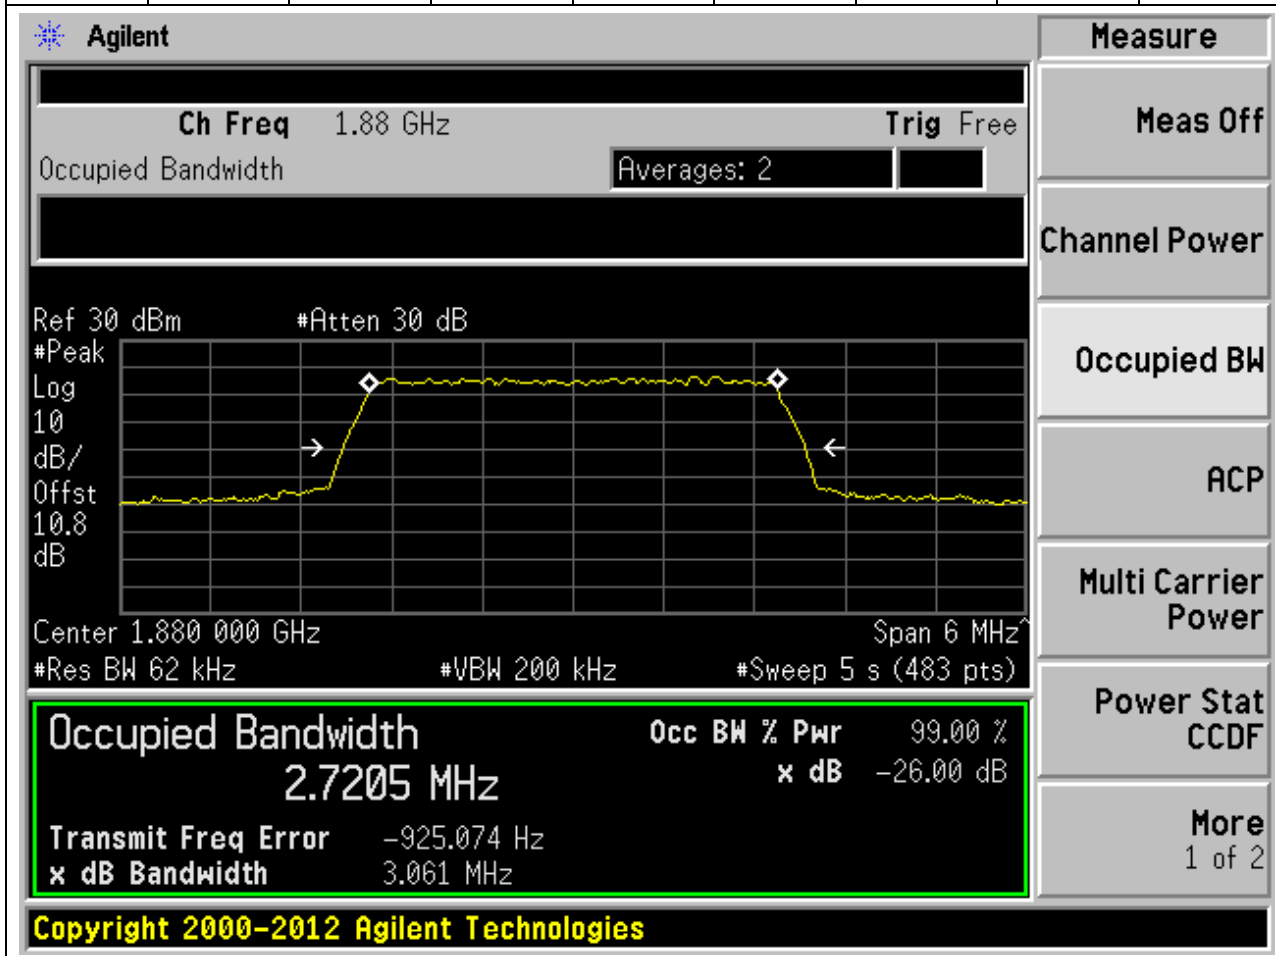 Agilent
Measure
Ch Freq 1.88 GHz Trig Free
Occupied Bandwidth Averages: 2
Meas Off
Channel Power
Occupied BW
ACP
Multi Carrier
Power
Power Stat
CCDF
More
1 of 2
Ref 30 dBm #Atten 30 dB
#Peak
Log
10
dB/
Offst
10.8
dB
Center 1.880 000 GHz Span 6 MHz^
#Res BW 62 kHz #VBW 200 kHz #Sweep 5 s (483 pts)
Occupied Bandwidth Occ BW % Pwr 99.00 %
2.7205 MHz x dB -26.00 dB
Transmit Freq Error -925.074 Hz
x dB Bandwidth 3.061 MHz
Copyright 2000-2012 Agilent Technologies